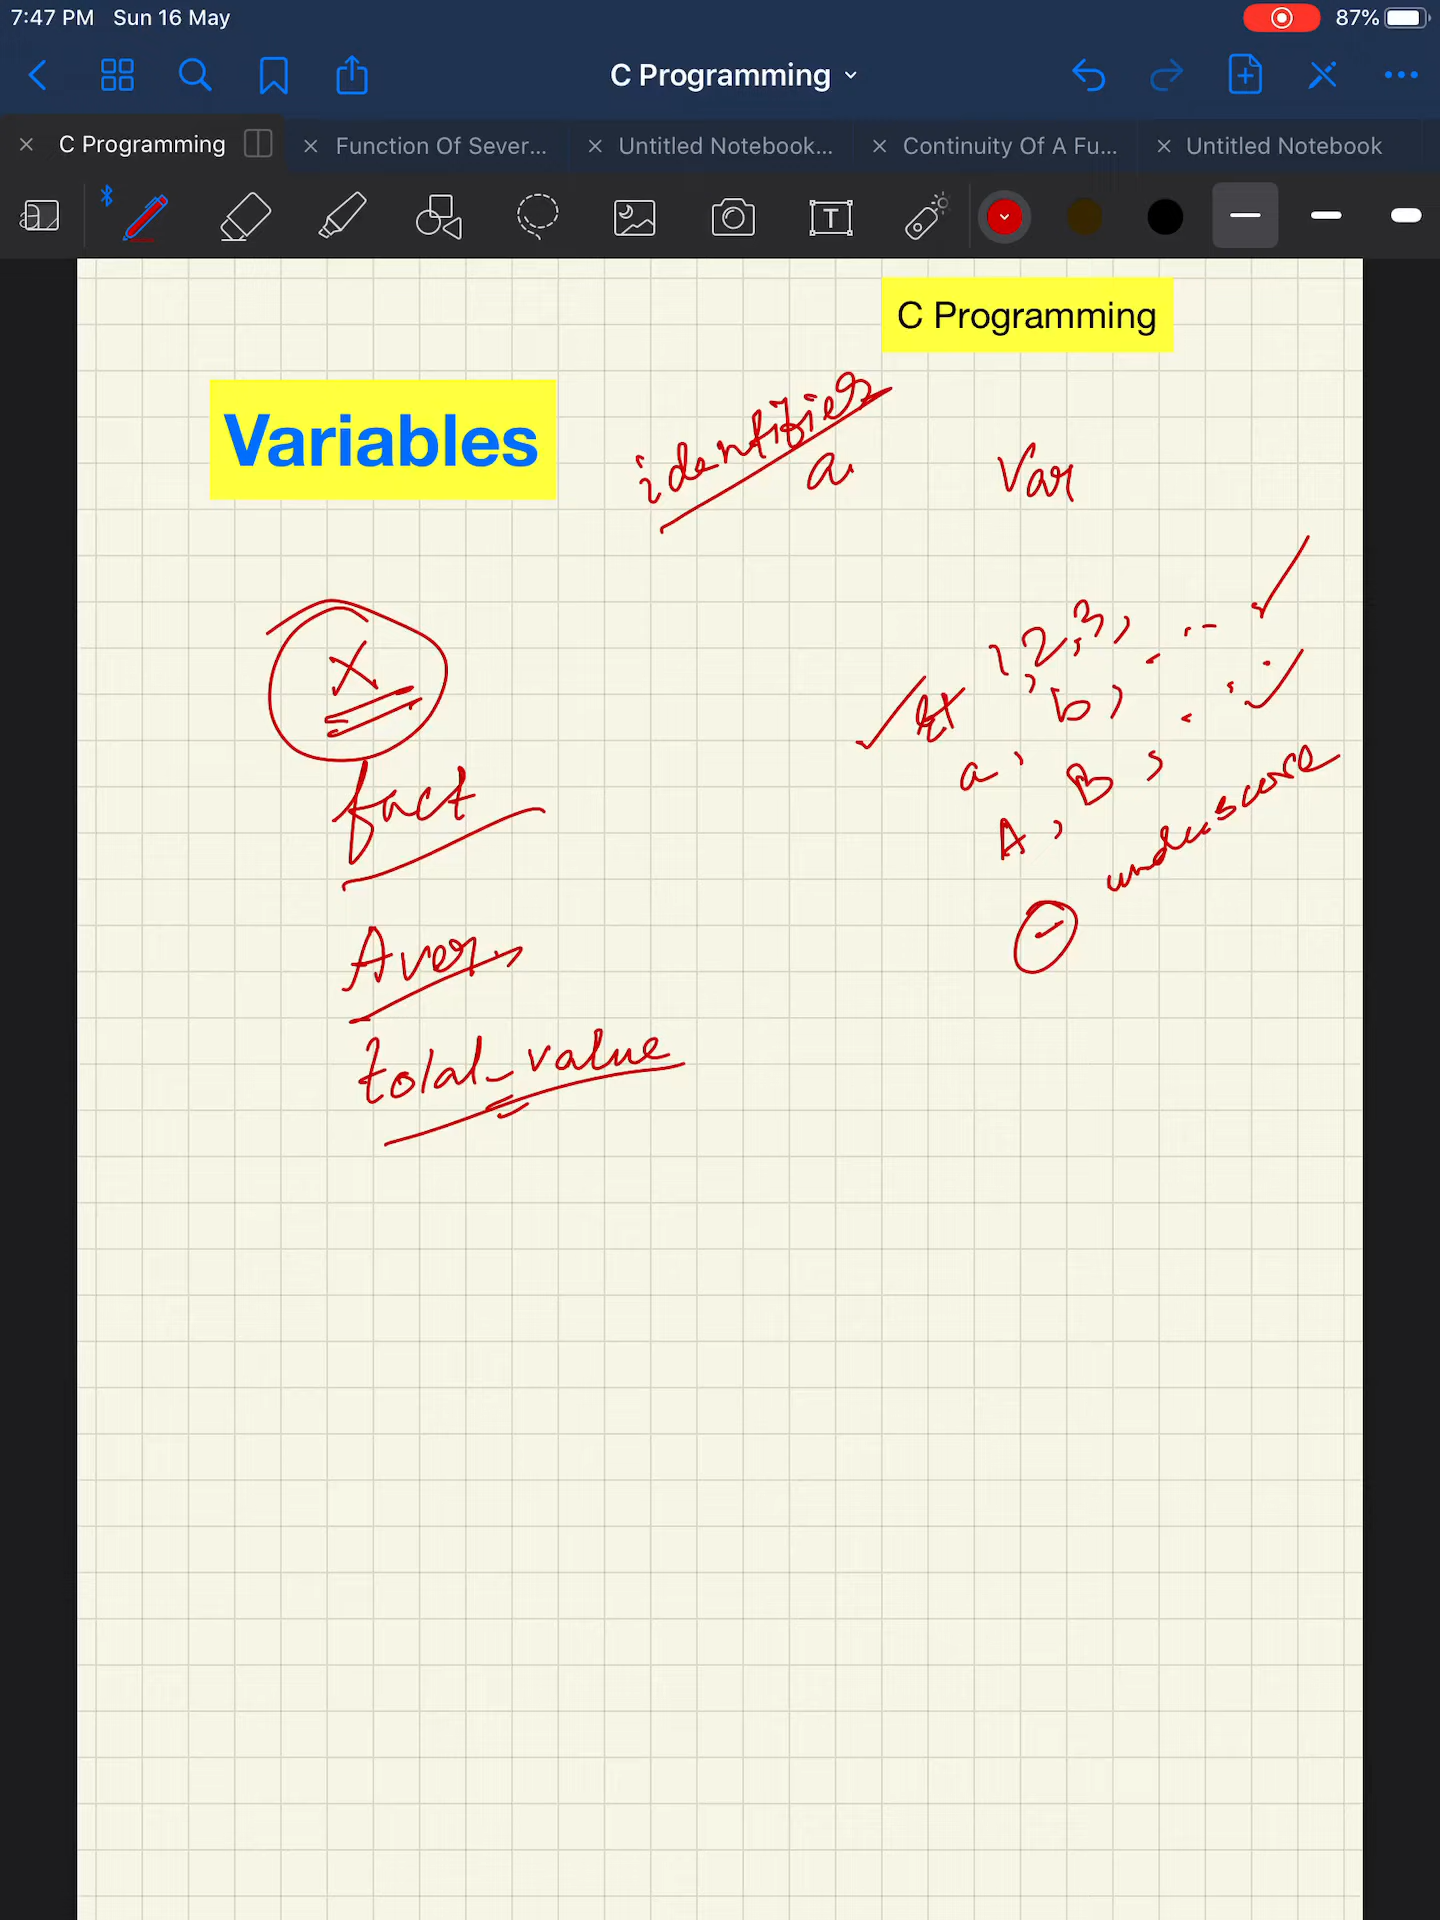 7:47 PM Sun 16 May 87%
C Programming
C Programming Function Of Sever... Untitled Notebook... Continuity Of A Fu... Untitled Notebook
a T
C Programming
Variables
identifier
a Var
1, 2, 3, . . - -
a, b, . . .
A, B,
underscore
-
X
fact
Aver,
total_value